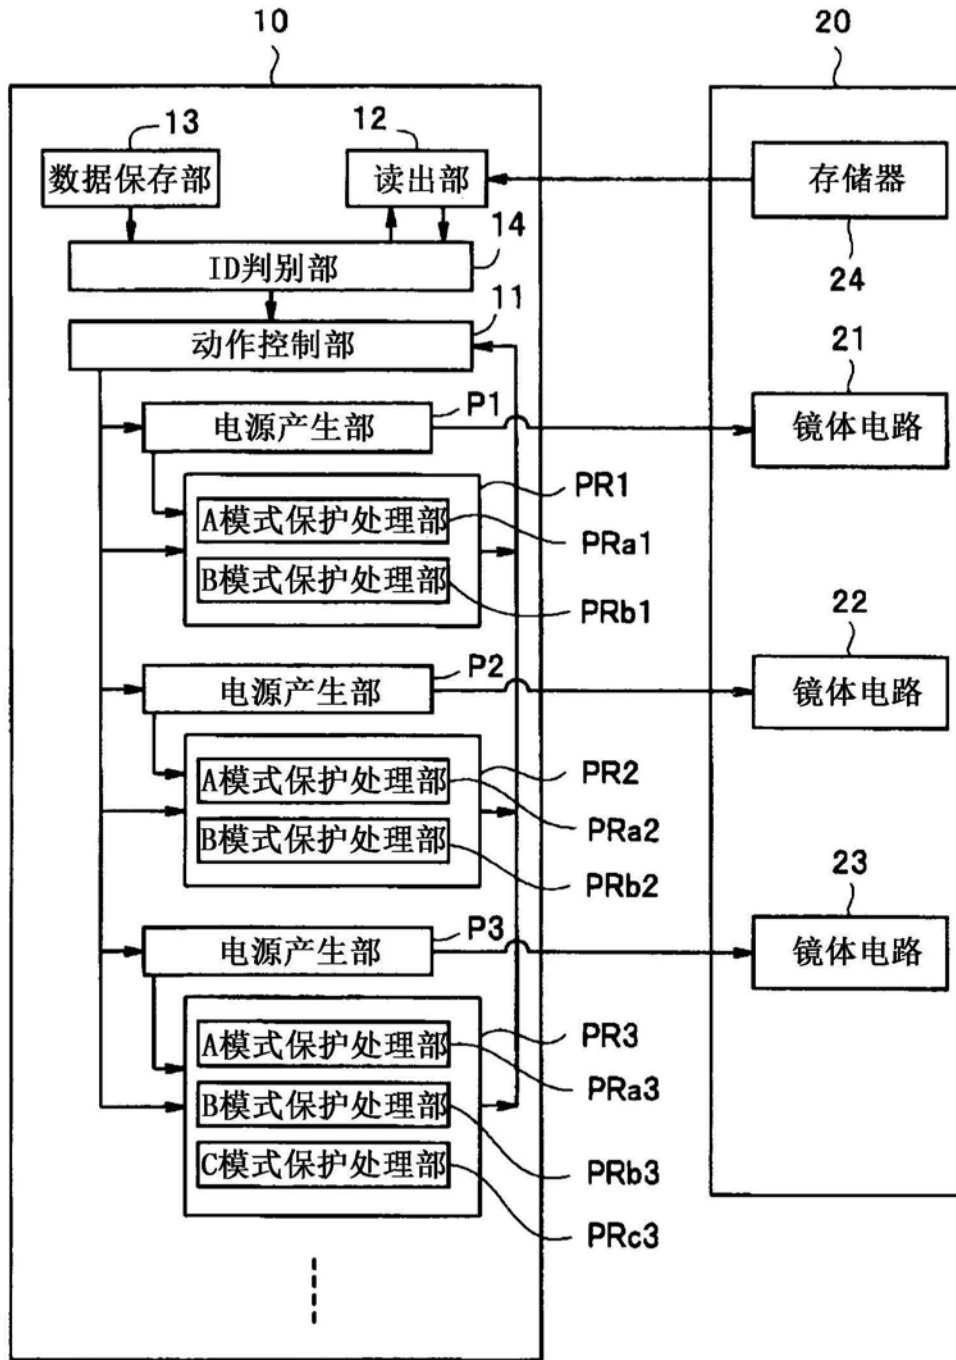 10
20
13
12
数据保存部
读出部
存储器
14
ID判别部
24
11
动作控制部
21
P1
电源产生部
镜体电路
PR1
A模式保护处理部
PRa1
B模式保护处理部
PRb1
22
P2
电源产生部
镜体电路
PR2
A模式保护处理部
PRa2
B模式保护处理部
PRb2
23
P3
电源产生部
镜体电路
PR3
A模式保护处理部
PRa3
B模式保护处理部
PRb3
C模式保护处理部
PRc3